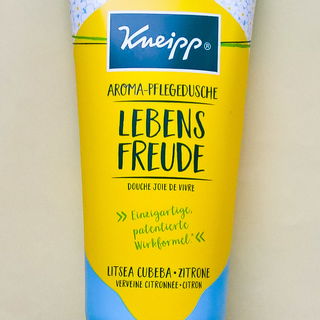 Kneipp®
AROMA-PFLEGEDUSCHE
LEBENS
FREUDE
DOUCHE JOIE DE VIVRE
»Einzigartige,
patentierte
Wirkformel.*«
LITSEA CUBEBA • ZITRONE
VERVEINE CITRONNÉE • CITRON